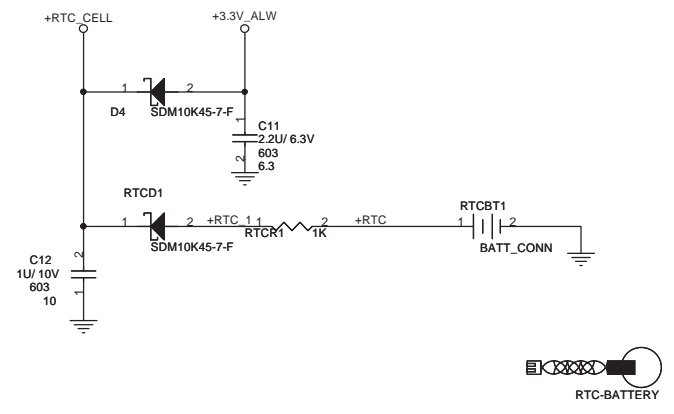 +RTC_CELL
+3.3V_ALW
1
2
D4
SDM10K45-7-F
1
C11
2.2U/ 6.3V
603
6.3
2
RTCD1
1
2
SDM10K45-7-F
+RTC_1
1
RTCR1
2
1K
+RTC
RTCBT1
1
2
BATT_CONN
2
C12
1U/ 10V
603
10
1
RTC-BATTERY